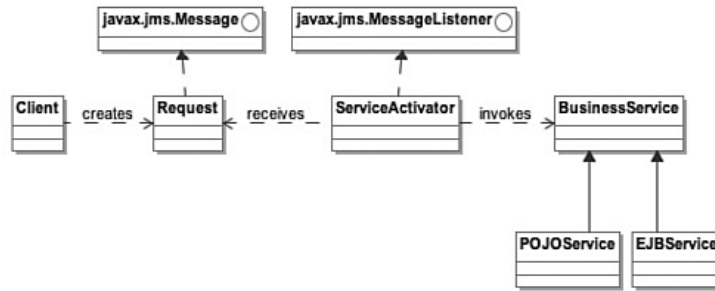 javax.jms.Message
javax.jms.MessageListener
Client
creates
Request
receives
ServiceActivator
invokes
BusinessService
POJOService
EJBService